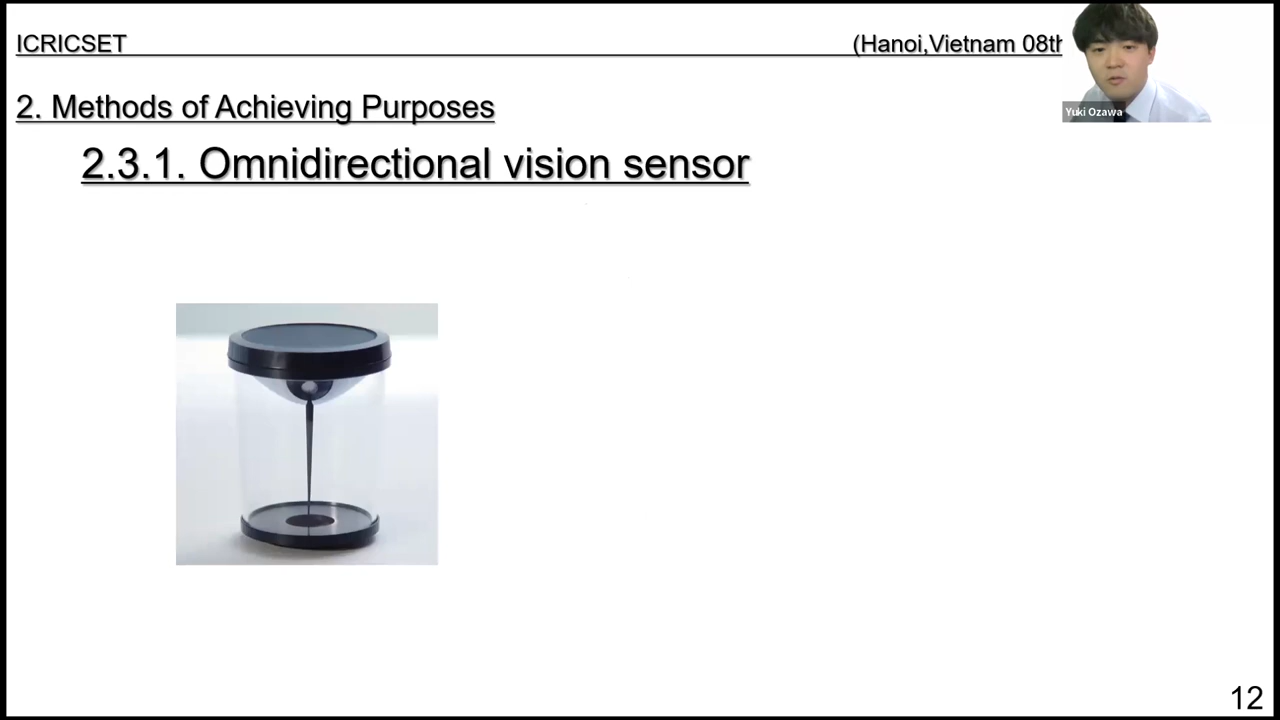 ICRICSET
(Hanoi,Vietnam 08th
Yuki Ozawa
2. Methods of Achieving Purposes
2.3.1. Omnidirectional vision sensor
12